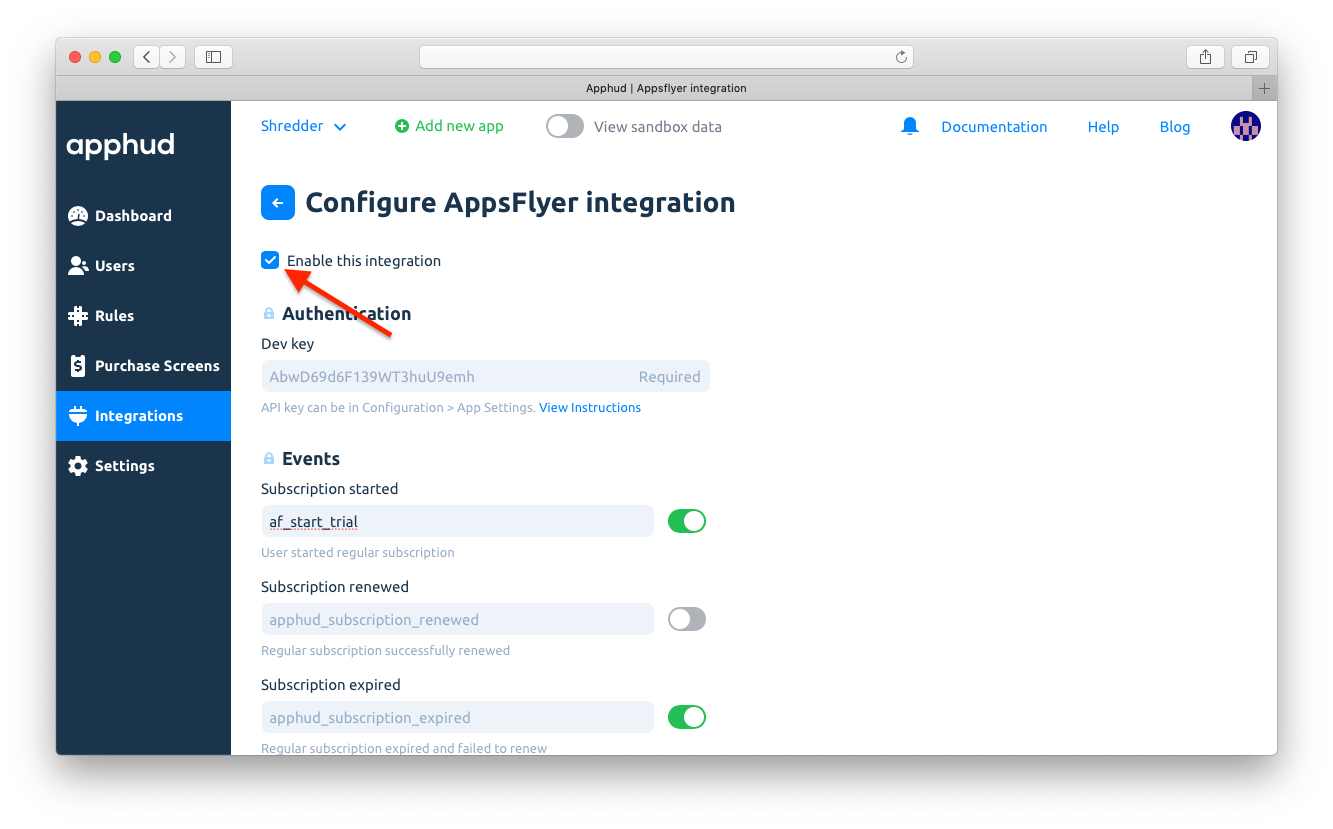 Apphud | Appsflyer integration
apphud
Shredder
Add new app
View sandbox data
Documentation
Help
Blog
Dashboard
Users
Rules
Purchase Screens
Integrations
Settings
Configure AppsFlyer integration
Enable this integration
Authentication
Dev key
AbwD69d6F139WT3huU9emh
Required
API key can be in Configuration > App Settings. View Instructions
Events
Subscription started
af_start_trial
User started regular subscription
Subscription renewed
apphud_subscription_renewed
Regular subscription successfully renewed
Subscription expired
apphud_subscription_expired
Regular subscription expired and failed to renew